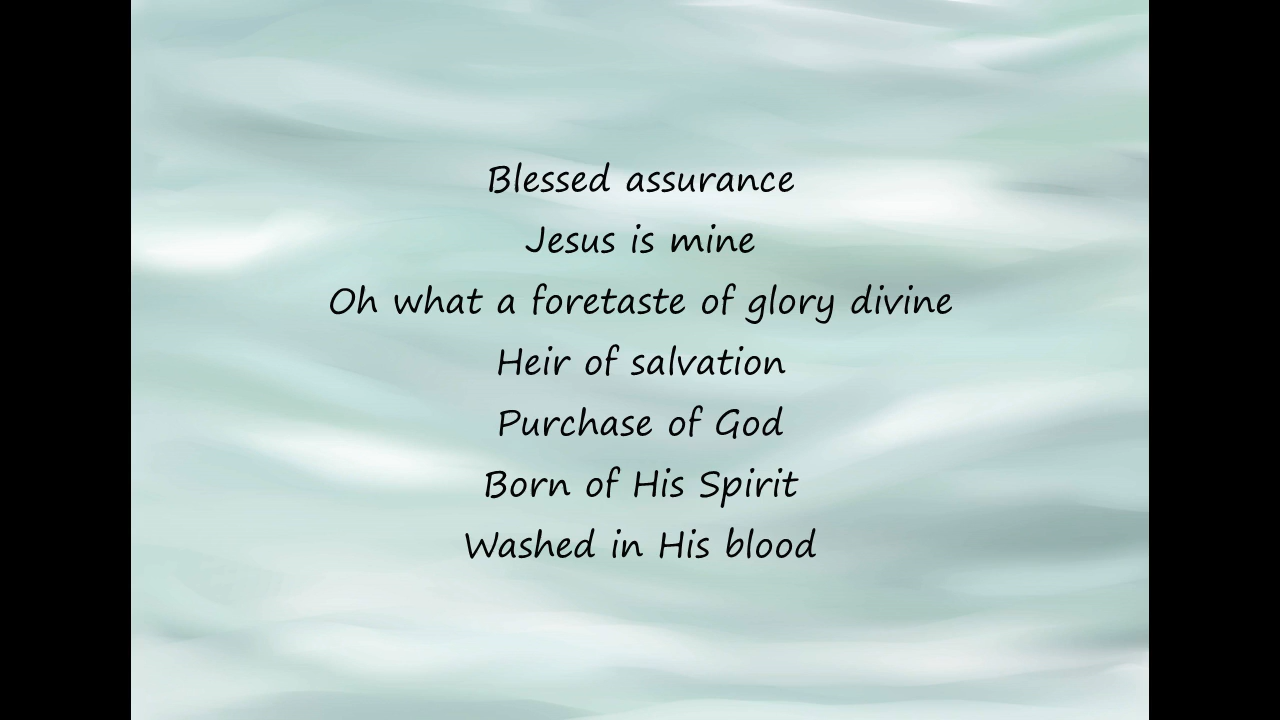 Blessed assurance
Jesus is mine
Oh what a foretaste of glory divine
Heir of salvation
Purchase of God
Born of His Spirit
Washed in His blood